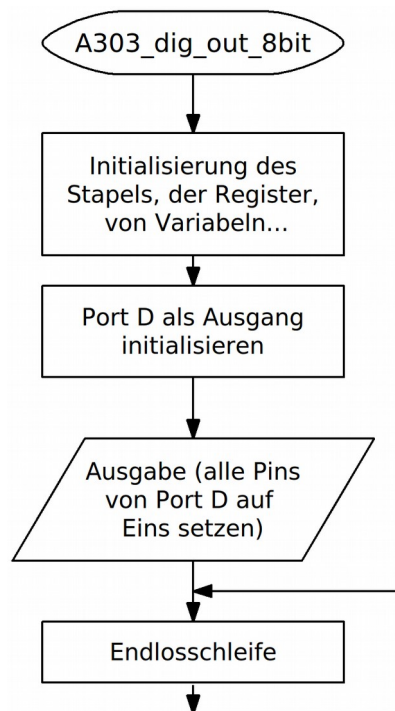 A303_dig_out_8bit
Initialisierung des
Stapels, der Register,
von Variabeln...
Port D als Ausgang
initialisieren
Ausgabe (alle Pins
von Port D auf
Eins setzen)
Endlosschleife